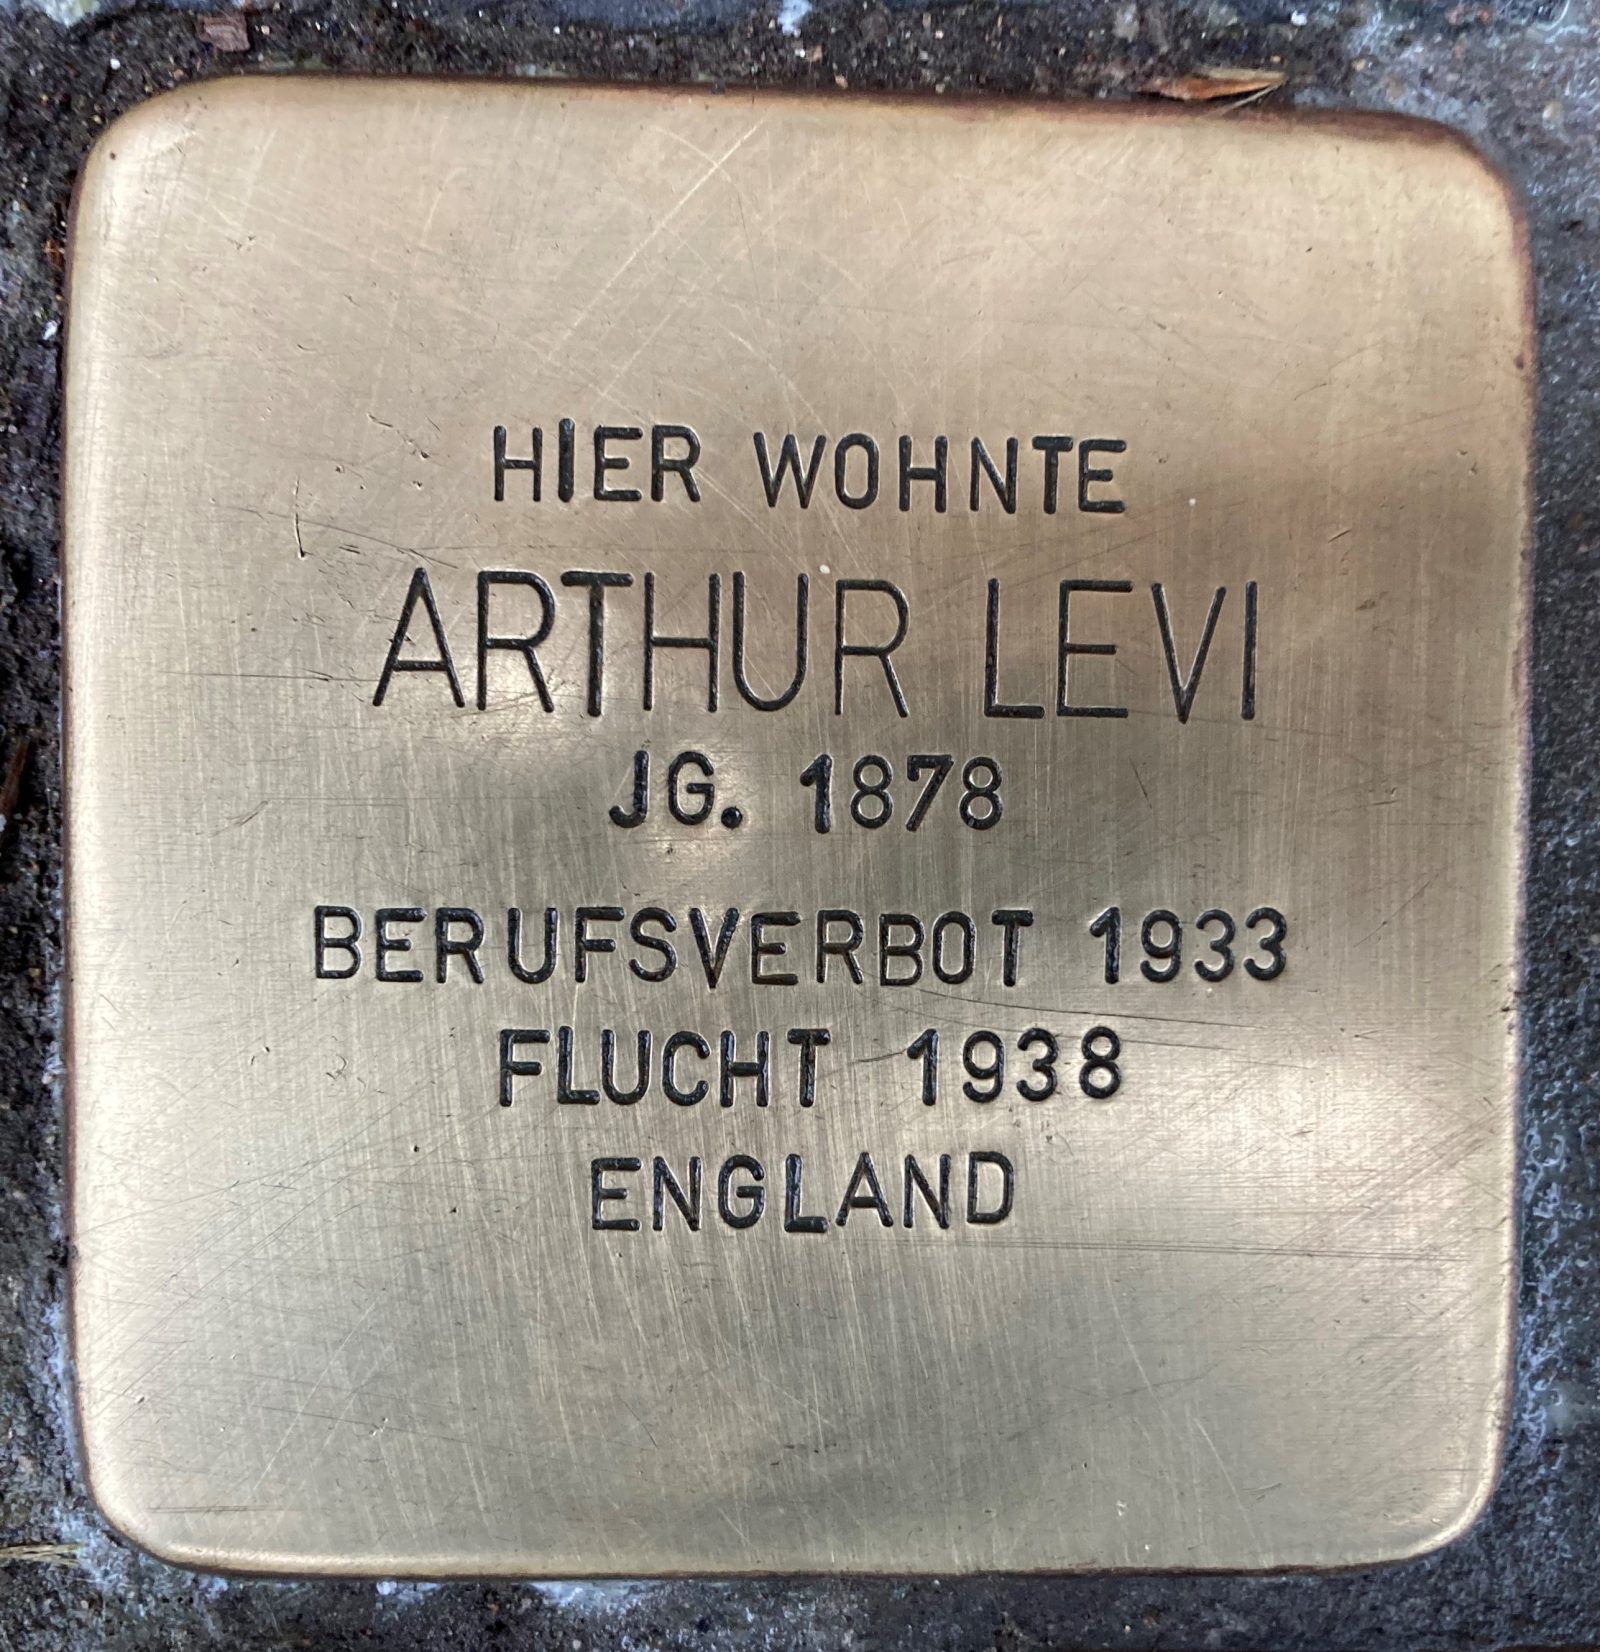 HIER WOHNTE
ARTHUR LEVI
JG. 1878
BERUFSVERBOT 1933
FLUCHT 1938
ENGLAND